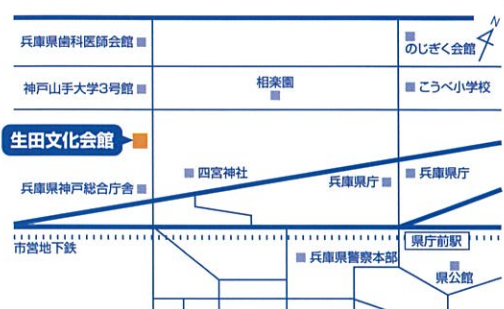 N
兵庫県歯科医師会館
のじぎく会館
神戸山手大学3号館
相楽園
こうべ小学校
生田文化会館
四宮神社
兵庫県庁
兵庫県庁
兵庫県神戸総合庁舎
市営地下鉄
県庁前駅
兵庫県警察本部
県公館